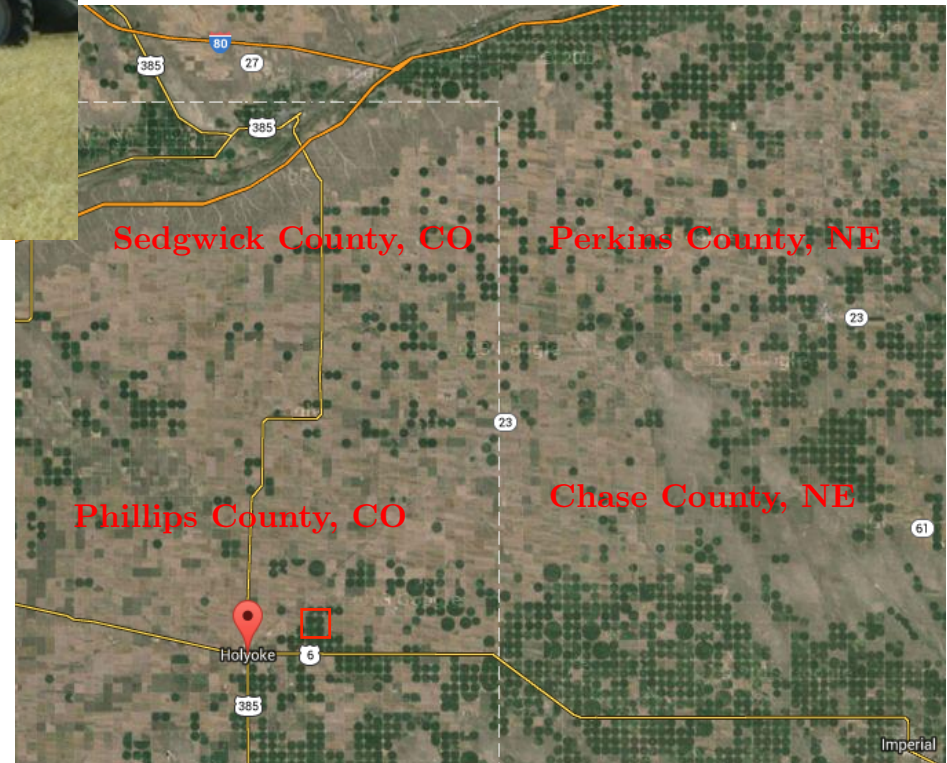 80
27
385
385
Sedgwick County, CO
Perkins County, NE
23
23
Chase County, NE
Phillips County, CO
61
Holyoke
6
385
Imperial